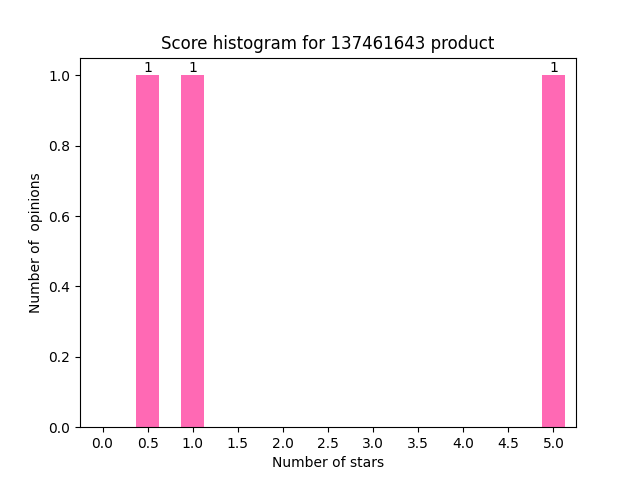 Score histogram for 137461643 product
1 1 1
1.0
0.8
0.6
0.4
0.2
0.0
Number of  opinions
0.0 0.5 1.0 1.5 2.0 2.5 3.0 3.5 4.0 4.5 5.0
Number of stars